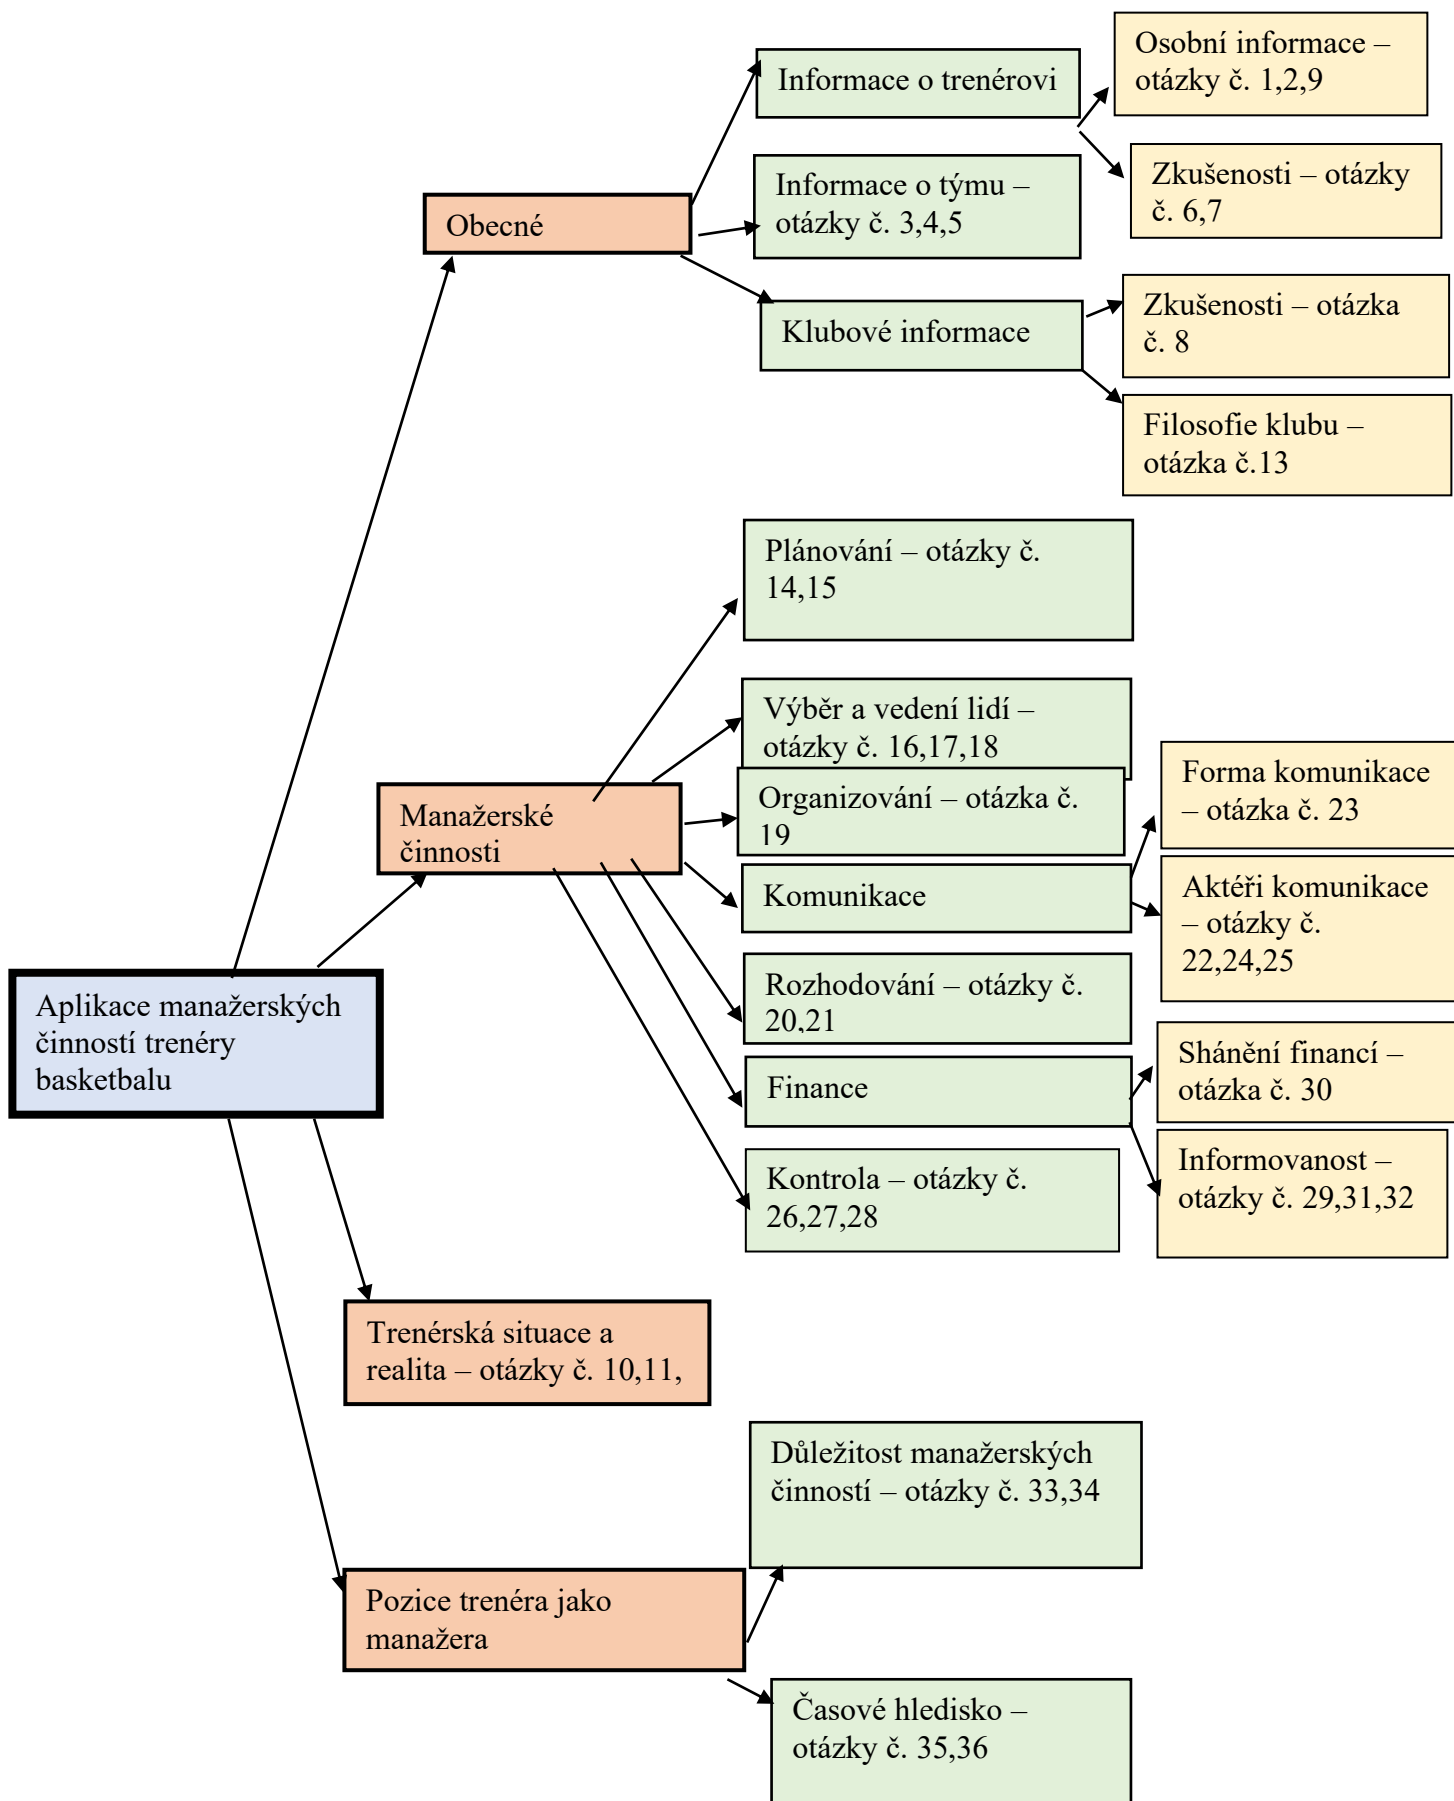 Osobní informace –
otázky č. 1,2,9
Informace o trenérovi
Zkušenosti – otázky
č. 6,7
Informace o týmu –
otázky č. 3,4,5
Obecné
Zkušenosti – otázka
č. 8
Klubové informace
Filosofie klubu –
otázka č.13
Plánování – otázky č.
14,15
Výběr a vedení lidí –
otázky č. 16,17,18
Manažerské
činnosti
Organizování – otázka č.
19
Forma komunikace
– otázka č. 23
Komunikace
Aktéři komunikace
– otázky č.
22,24,25
Aplikace manažerských
činností trenéry
basketbalu
Rozhodování – otázky č.
20,21
Finance
Shánění financí –
otázka č. 30
Informovanost –
otázky č. 29,31,32
Kontrola – otázky č.
26,27,28
Trenérská situace a
realita – otázky č. 10,11,
Důležitost manažerských
činností – otázky č. 33,34
Pozice trenéra jako
manažera
Časové hledisko –
otázky č. 35,36